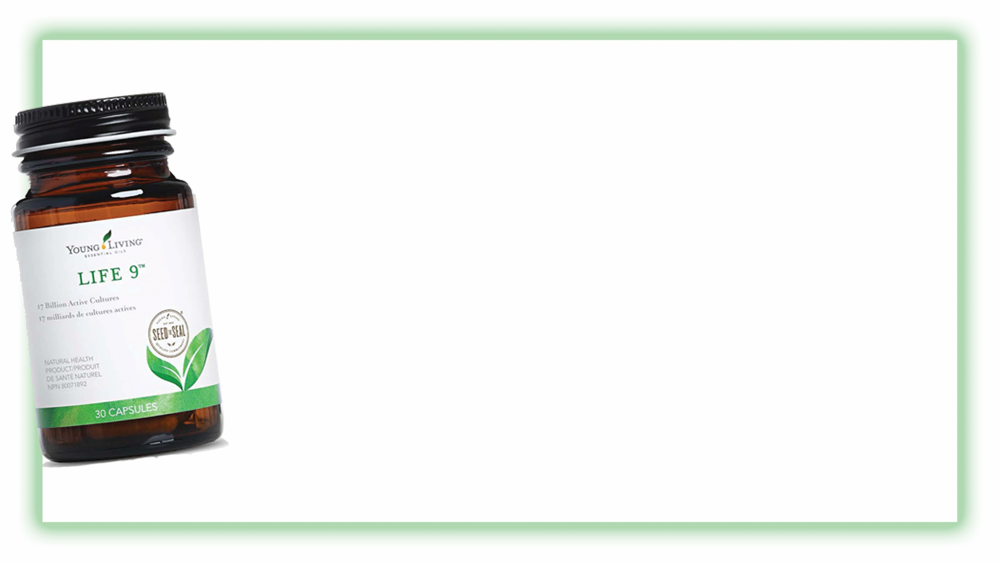 YOUNG LIVING
ESSENTIAL OILS
LIFE 9™
17 Billion Active Cultures
17 milliards de cultures actives
SEED TO SEAL
NATURAL HEALTH
PRODUCT/PRODUIT
DE SANTÉ NATUREL
NPN 80071892
30 CAPSULES